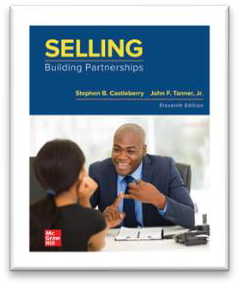 SELLING
Building Partnerships
Stephen B. Castleberry John F. Tanner, Jr.
Eleventh Edition
Mc
Graw
Hill